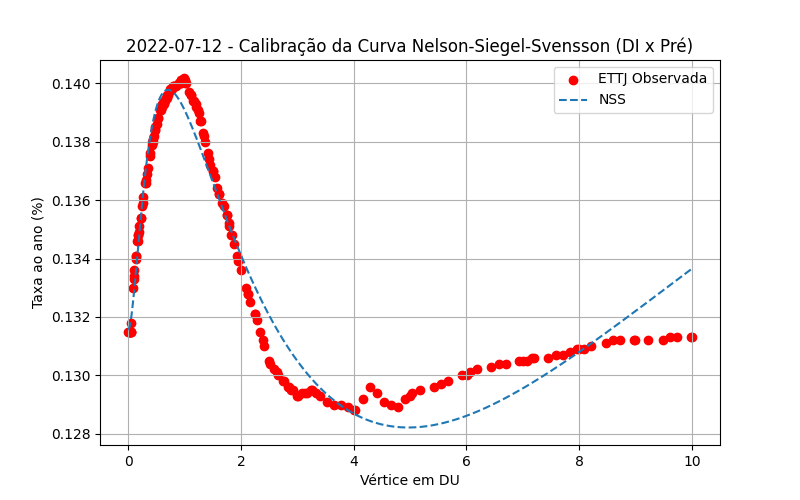 2022-07-12 - Calibração da Curva Nelson-Siegel-Svensson (DI x Pré)
ETTJ Observada
NSS
Taxa ao ano (%)
0.140
0.138
0.136
0.134
0.132
0.130
0.128
0 2 4 6 8 10
Vértice em DU